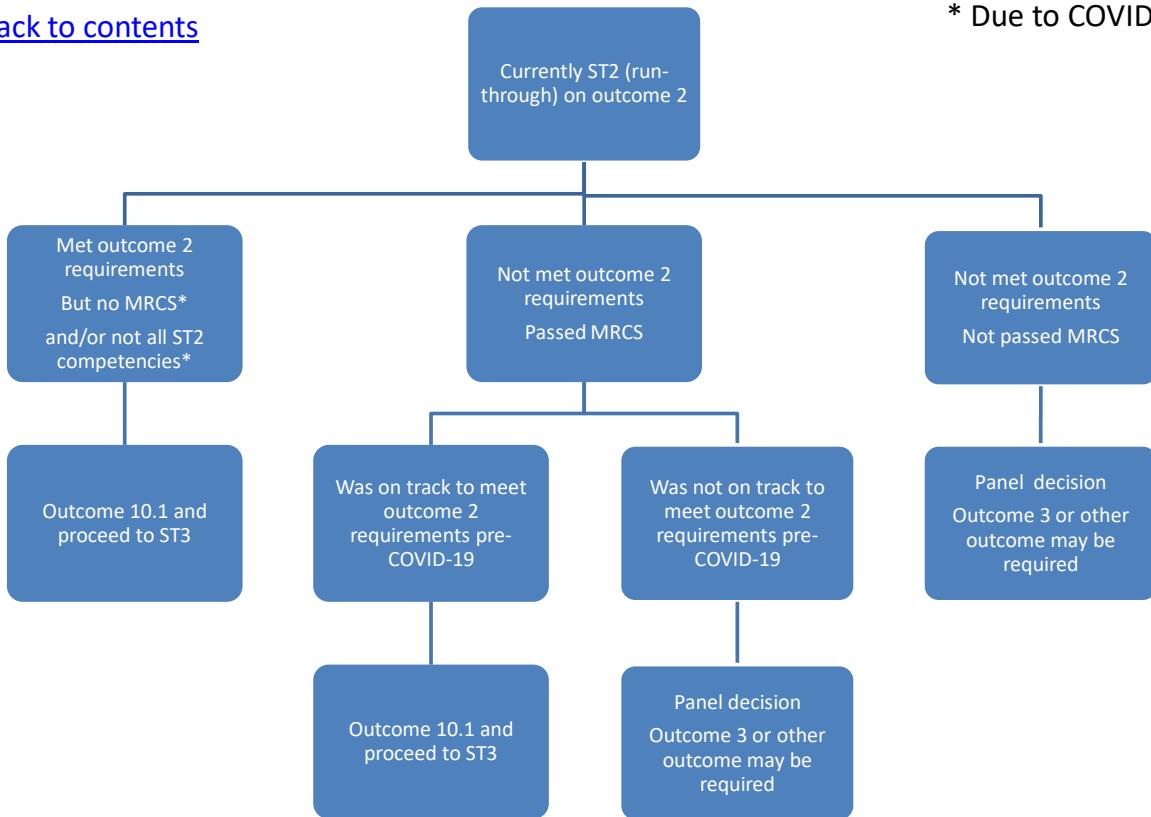 ack to contents
* Due to COVID
Currently ST2 (run-
through) on outcome 2
Met outcome 2
requirements
But no MRCS*
and/or not all ST2
competencies*
Not met outcome 2
requirements
Passed MRCS
Not met outcome 2
requirements
Not passed MRCS
Outcome 10.1 and
proceed to ST3
Was on track to meet
outcome 2
requirements pre-
COVID-19
Was not on track to
meet outcome 2
requirements pre-
COVID-19
Panel decision
Outcome 3 or other
outcome may be
required
Outcome 10.1 and
proceed to ST3
Panel decision
Outcome 3 or other
outcome may be
required